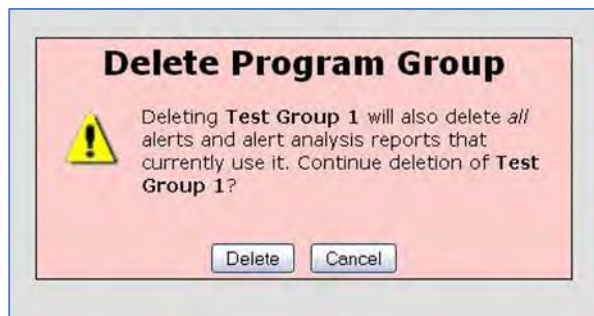 Delete Program Group
Deleting Test Group 1 will also delete all
alerts and alert analysis reports that
currently use it. Continue deletion of Test
Group 1?
Delete Cancel